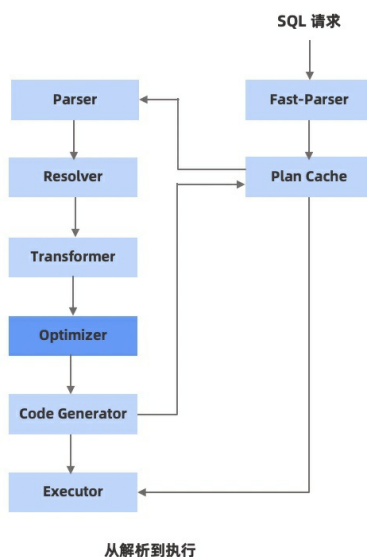 SQL 请求
Parser
Fast-Parser
Resolver
Plan Cache
Transformer
Optimizer
Code Generator
Executor
从解析到执行